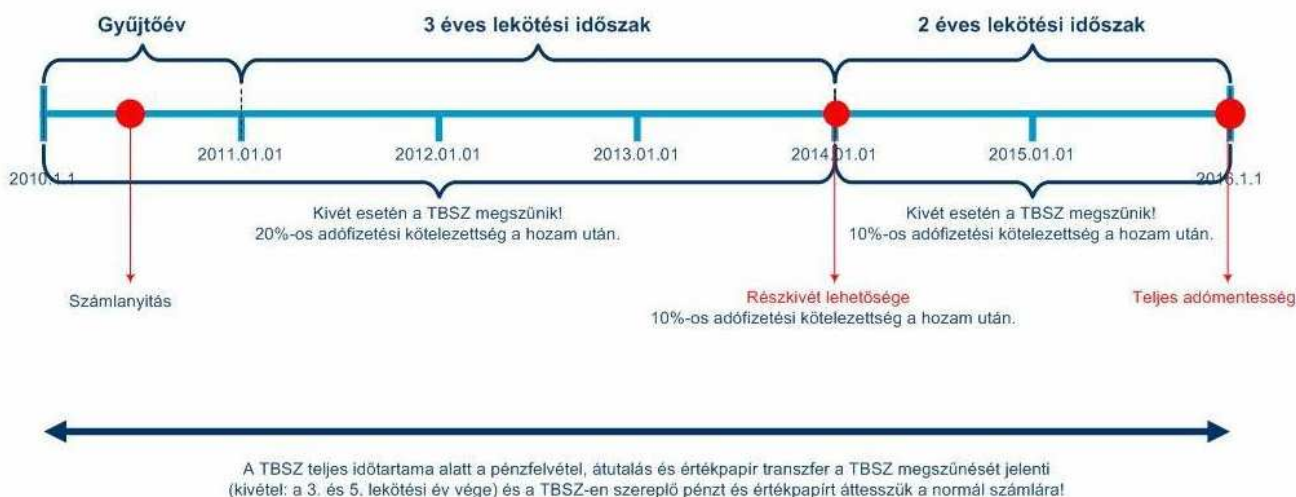 Gyűjtőév
3 éves lekötési időszak
2 éves lekötési időszak
2010.1.1
2011.01.01
2012.01.01
2013.01.01
2014.01.01
2015.01.01
2016.1.1
Kivét esetén a TBSZ megszűnik!
20%-os adófizetési kötelezettség a hozam után.
Kivét esetén a TBSZ megszűnik!
10%-os adófizetési kötelezettség a hozam után.
Számlanyitás
Részkivét lehetősége
10%-os adófizetési kötelezettség a hozam után.
Teljes adómentesség
A TBSZ teljes időtartama alatt a pénzfelvétel, átutalás és értékpapír transzfer a TBSZ megszűnését jelenti
(kivétel: a 3. és 5. lekötési év vége) és a TBSZ-en szereplő pénzt és értékpapírt áttesszük a normál számlára!